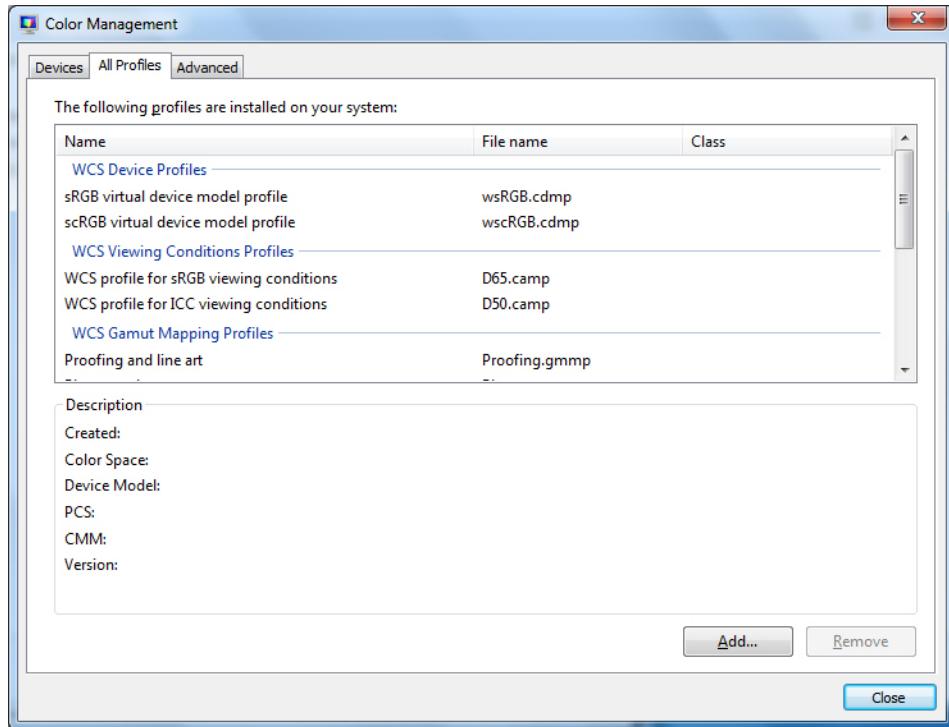 Color Management
Devices All Profiles Advanced
The following profiles are installed on your system:
Name File name Class
WCS Device Profiles
sRGB virtual device model profile wsRGB.cdmp
scRGB virtual device model profile wscRGB.cdmp
WCS Viewing Conditions Profiles
WCS profile for sRGB viewing conditions D65.camp
WCS profile for ICC viewing conditions D50.camp
WCS Gamut Mapping Profiles
Proofing and line art Proofing.gmmp
Description
Created:
Color Space:
Device Model:
PCS:
CMM:
Version:
Add... Remove
Close